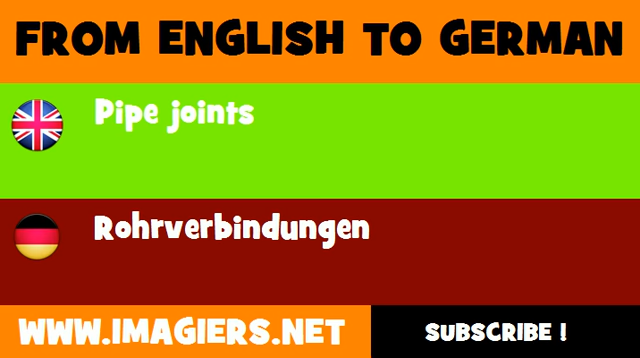 FROM ENGLISH TO GERMAN
Pipe joints
Rohrverbindungen
WWW.IMAGIERS.NET
SUBSCRIBE !